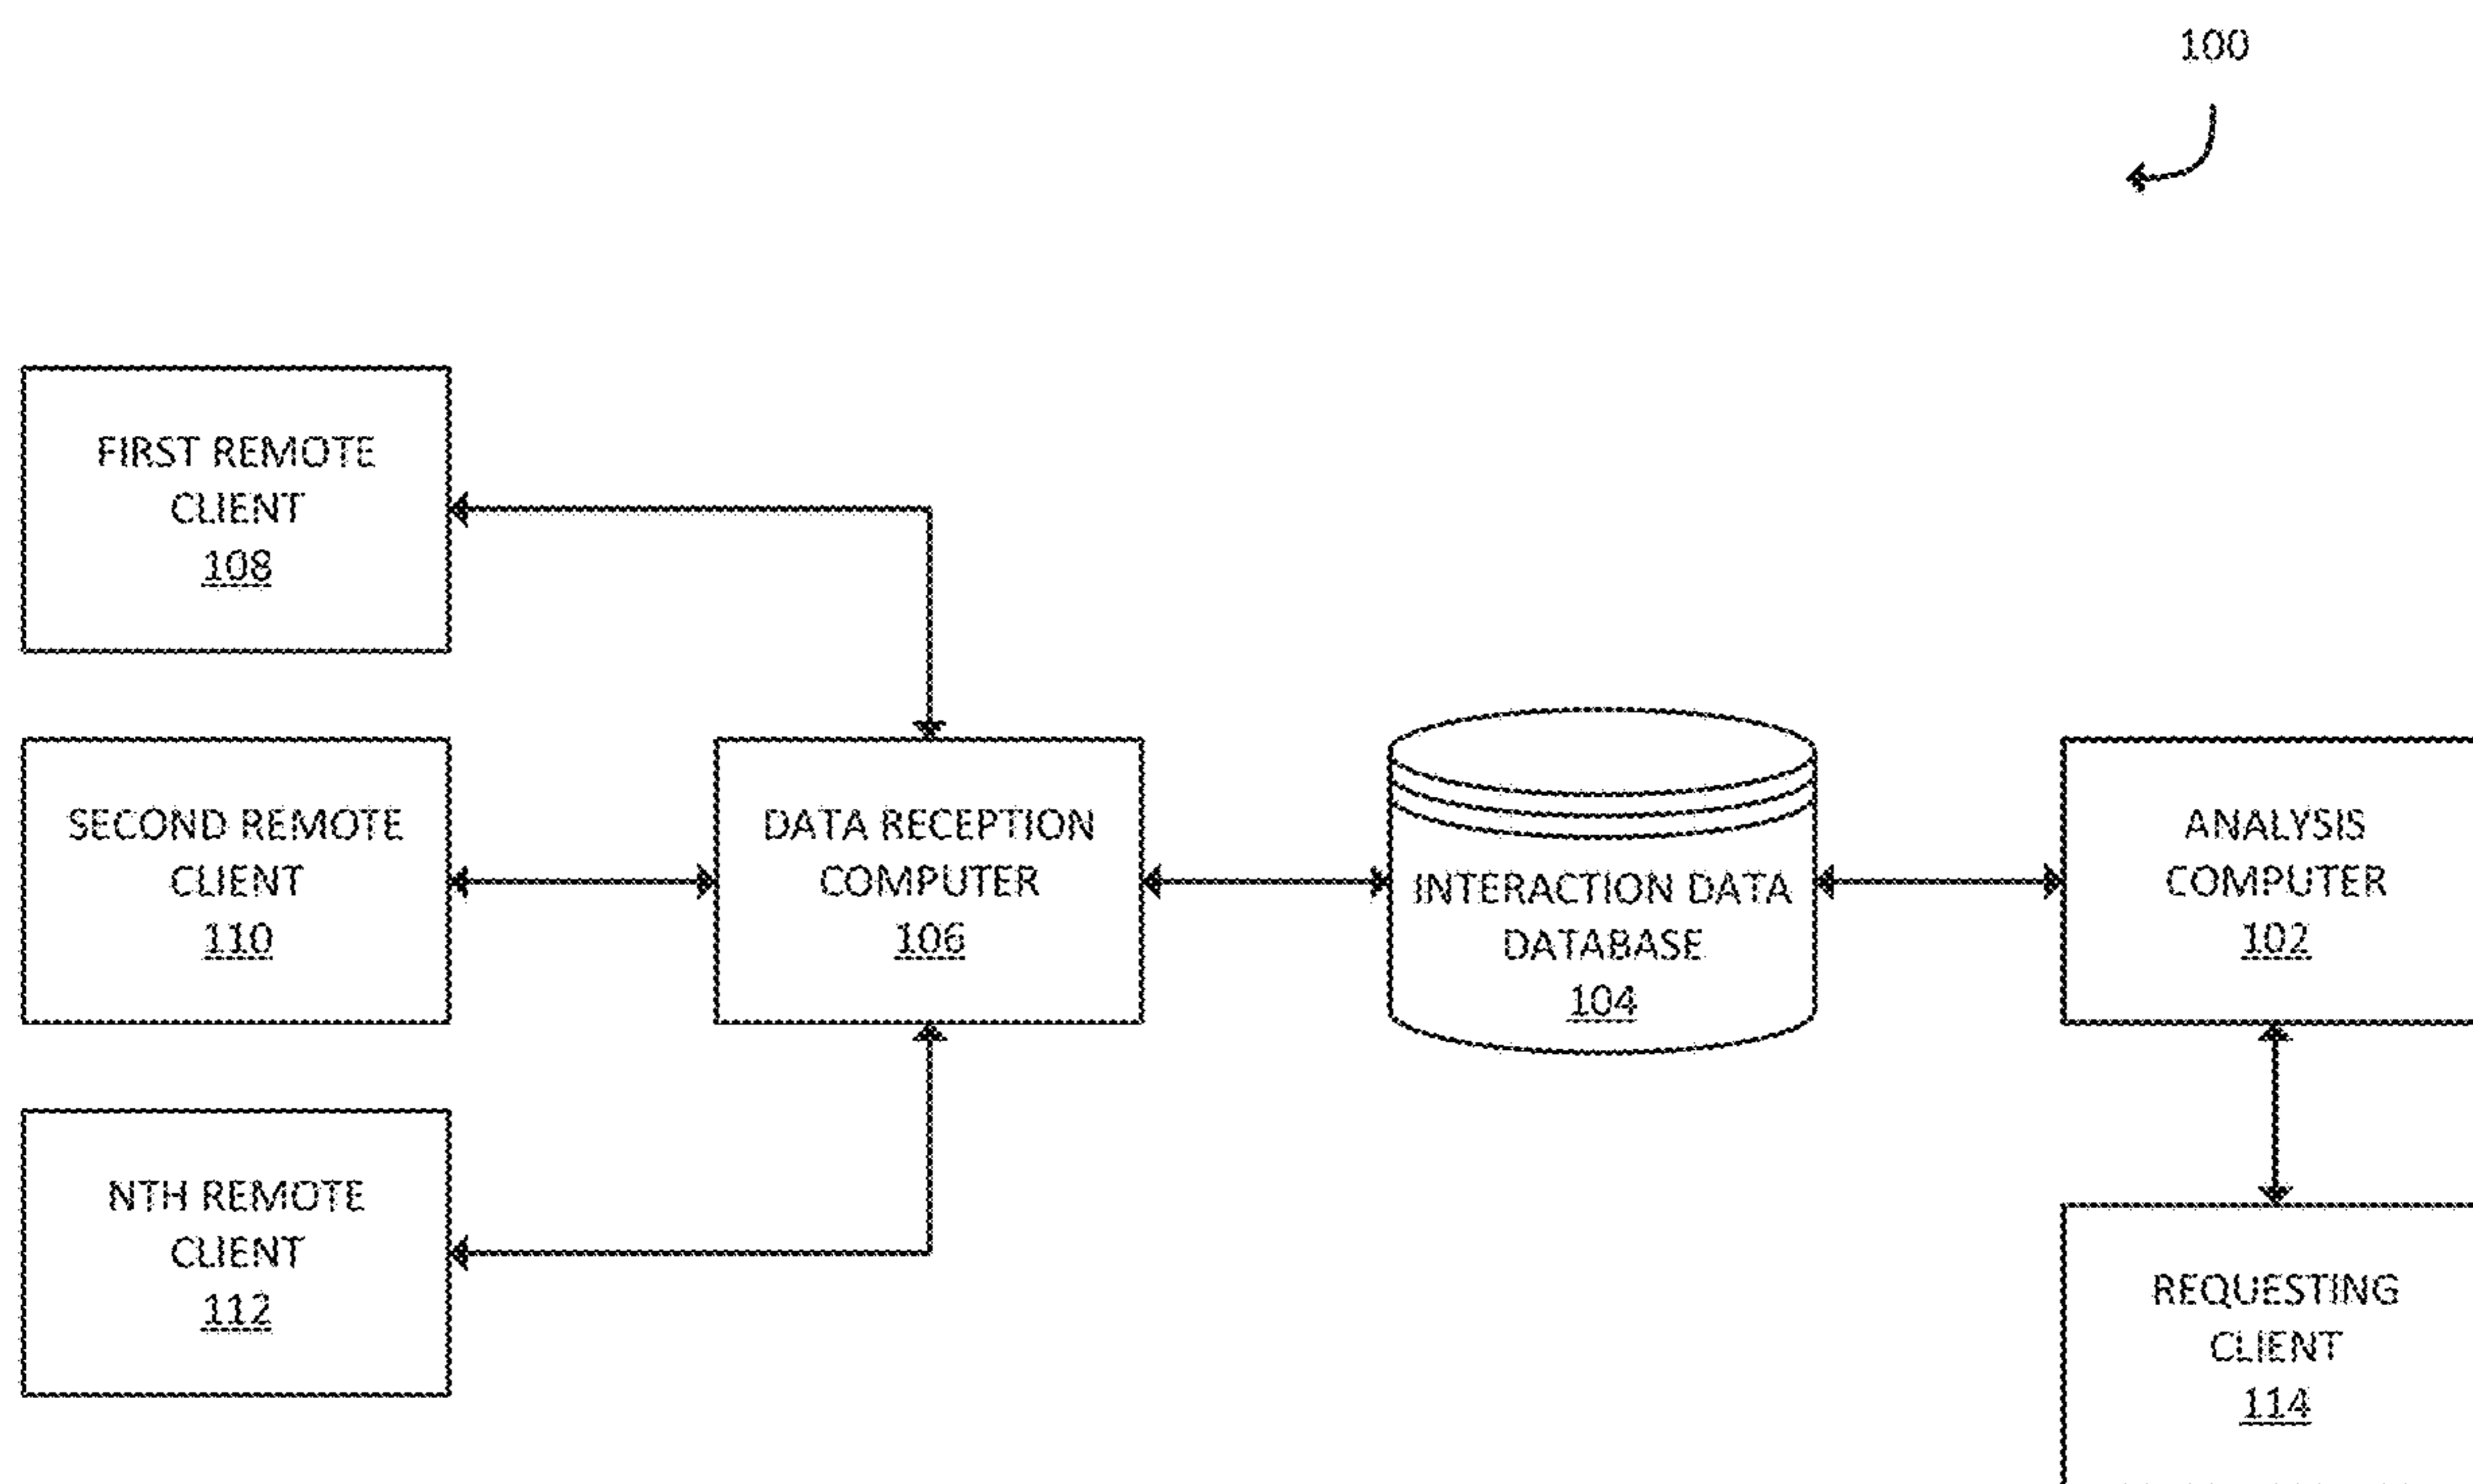 100
FIRST REMOTE
CLIENT
108
SECOND REMOTE
CLIENT
110
NTH REMOTE
CLIENT
112
DATA RECEPTION
COMPUTER
106
INTERACTION DATA
DATABASE
104
ANALYSIS
COMPUTER
102
REQUESTING
CLIENT
114